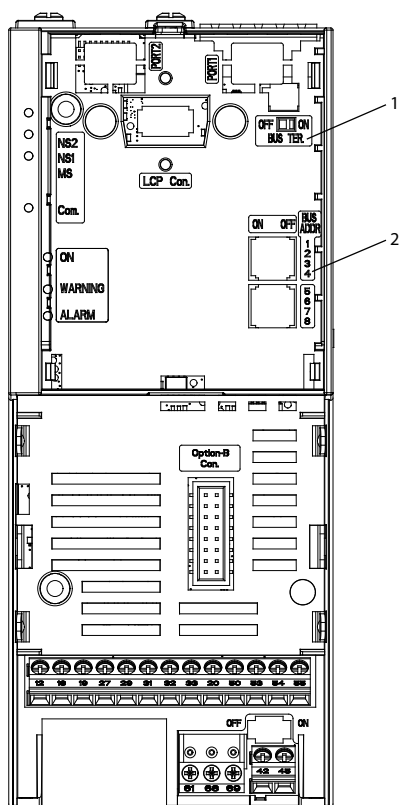 PORT2
PORT1
1
OFF ON
BUS TER.
NS2
NS1
MS
Com.
LCP Con.
ON OFF
BUS
ADDR
1
2
3
4
2
5
6
7
8
ON
WARNING
ALARM
Option-B
Con.
12 18 19 27 29 31 32 33 20 50 53 54 55
OFF ON
61 68 69
42 45